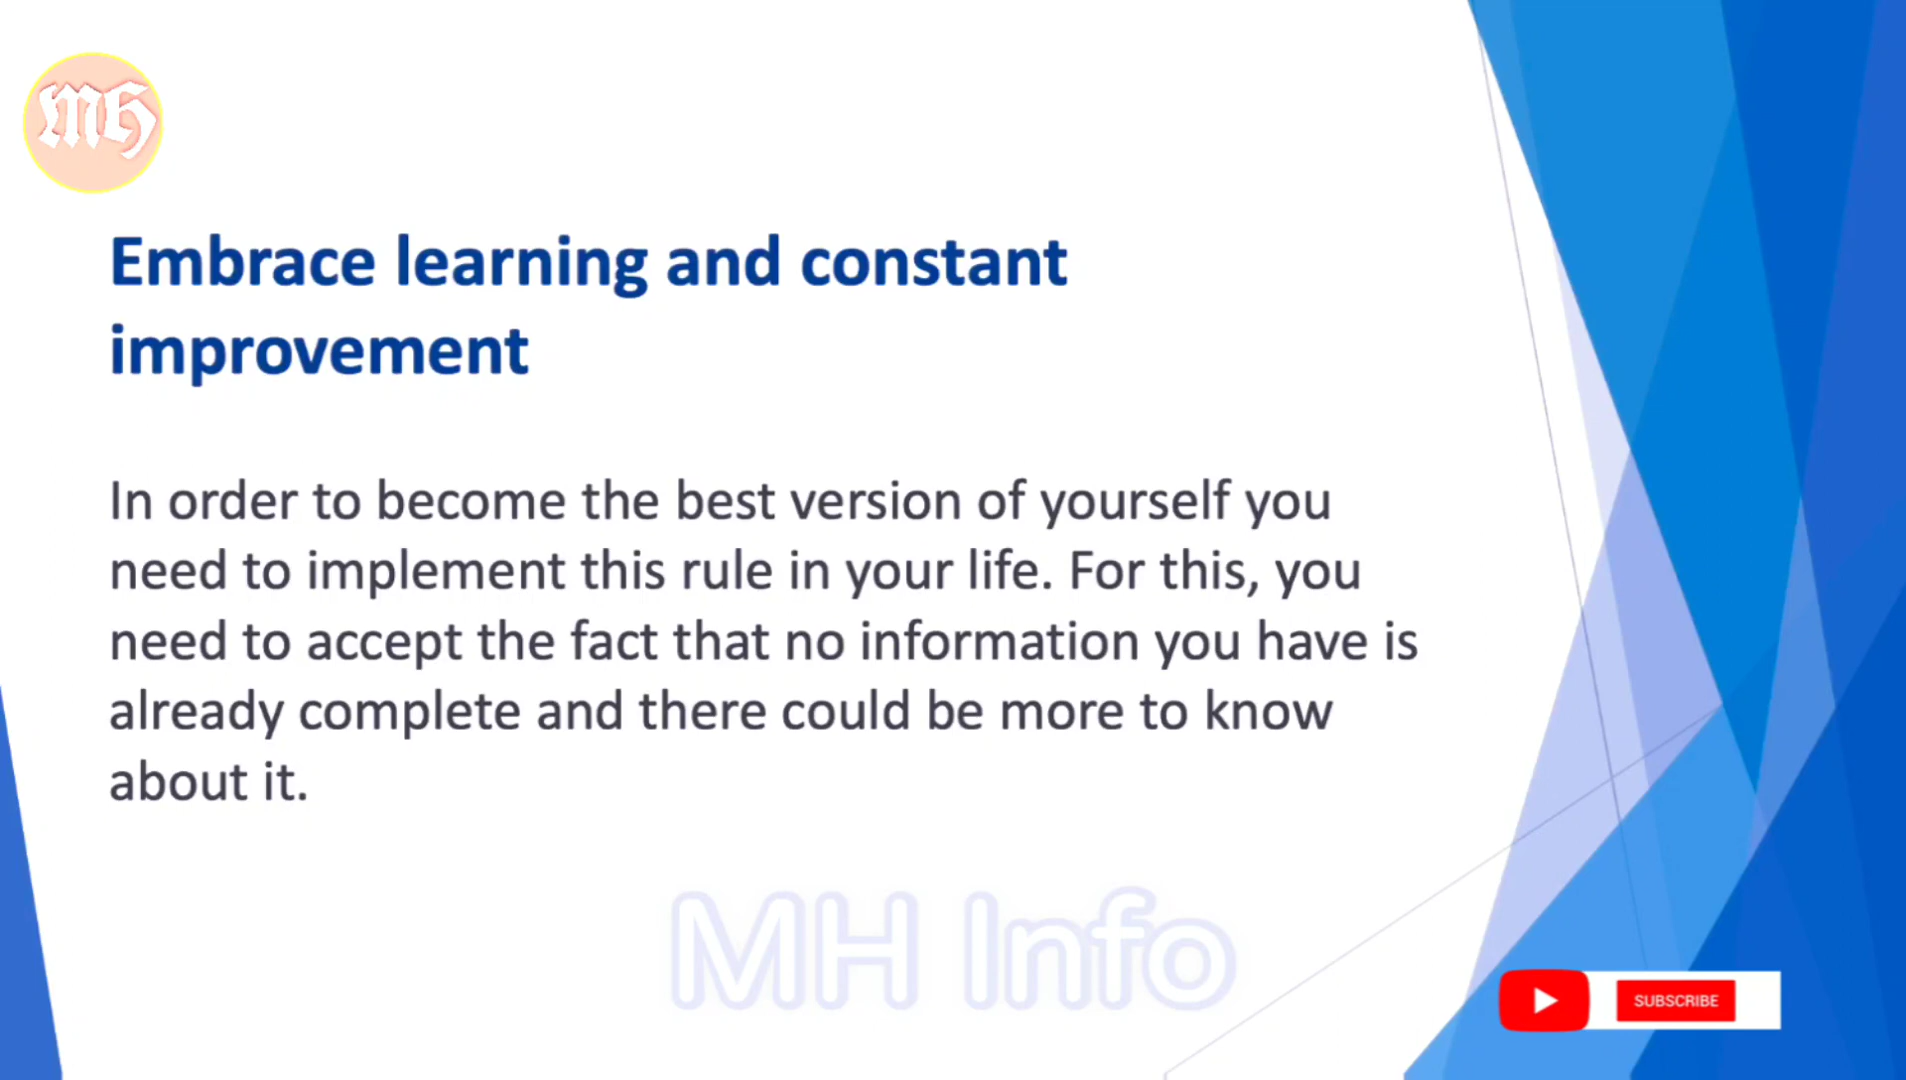 MH
Embrace learning and constant
improvement
In order to become the best version of yourself you
need to implement this rule in your life. For this, you
need to accept the fact that no information you have is
already complete and there could be more to know
about it.
MH Info
SUBSCRIBE